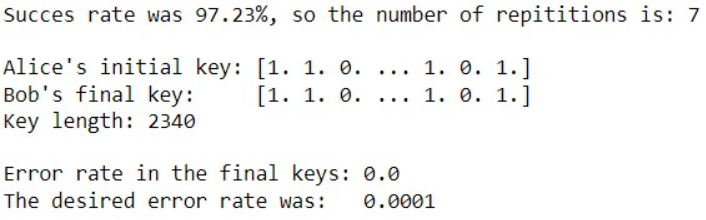 Succes rate was 97.23%, so the number of repititions is: 7
Alice's initial key: [1. 1. 0. ... 1. 0. 1.]
Bob's final key:     [1. 1. 0. ... 1. 0. 1.]
Key length: 2340
Error rate in the final keys: 0.0
The desired error rate was:   0.0001